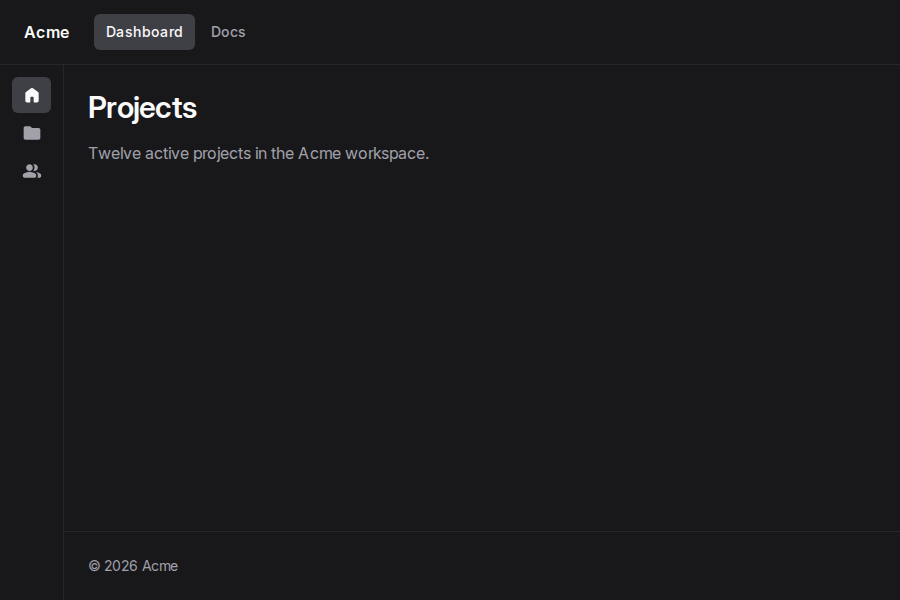 Acme
Dashboard
Docs
Projects
Twelve active projects in the Acme workspace.
© 2026 Acme